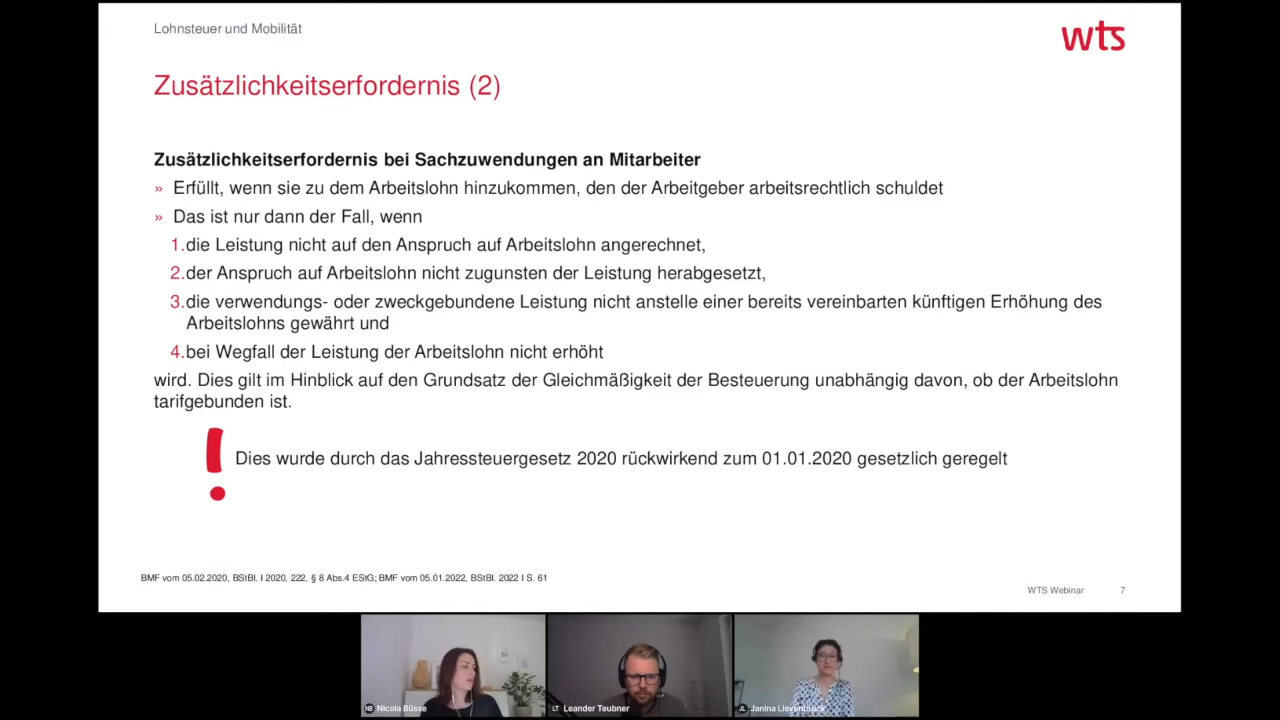 Lohnsteuer und Mobilität
wts
Zusätzlichkeitserfordernis (2)
Zusätzlichkeitserfordernis bei Sachzuwendungen an Mitarbeiter
» Erfüllt, wenn sie zu dem Arbeitslohn hinzukommen, den der Arbeitgeber arbeitsrechtlich schuldet
» Das ist nur dann der Fall, wenn
1. die Leistung nicht auf den Anspruch auf Arbeitslohn angerechnet,
2. der Anspruch auf Arbeitslohn nicht zugunsten der Leistung herabgesetzt,
3. die verwendungs- oder zweckgebundene Leistung nicht anstelle einer bereits vereinbarten künftigen Erhöhung des
Arbeitslohns gewährt und
4. bei Wegfall der Leistung der Arbeitslohn nicht erhöht
wird. Dies gilt im Hinblick auf den Grundsatz der Gleichmäßigkeit der Besteuerung unabhängig davon, ob der Arbeitslohn
tarifgebunden ist.
! Dies wurde durch das Jahressteuergesetz 2020 rückwirkend zum 01.01.2020 gesetzlich geregelt
BMF vom 05.02.2020, BStBl. I 2020, 222, § 8 Abs.4 EStG; BMF vom 05.01.2022, BStBl. 2022 I S. 61
WTS Webinar 7
NB Nicola Büsse
LT Leander Teubner
JL Janina